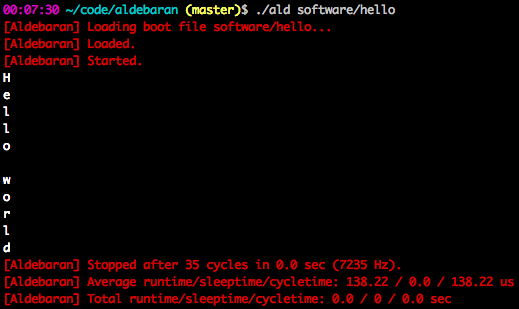 00:07:30 ~/code/aldebaran (master)$ ./ald software/hello
[Aldebaran] Loading boot file software/hello...
[Aldebaran] Loaded.
[Aldebaran] Started.
H
e
l
l
o

w
o
r
l
d
[Aldebaran] Stopped after 35 cycles in 0.0 sec (7235 Hz).
[Aldebaran] Average runtime/sleeptime/cycletime: 138.22 / 0.0 / 138.22 us
[Aldebaran] Total runtime/sleeptime/cycletime: 0.0 / 0 / 0.0 sec